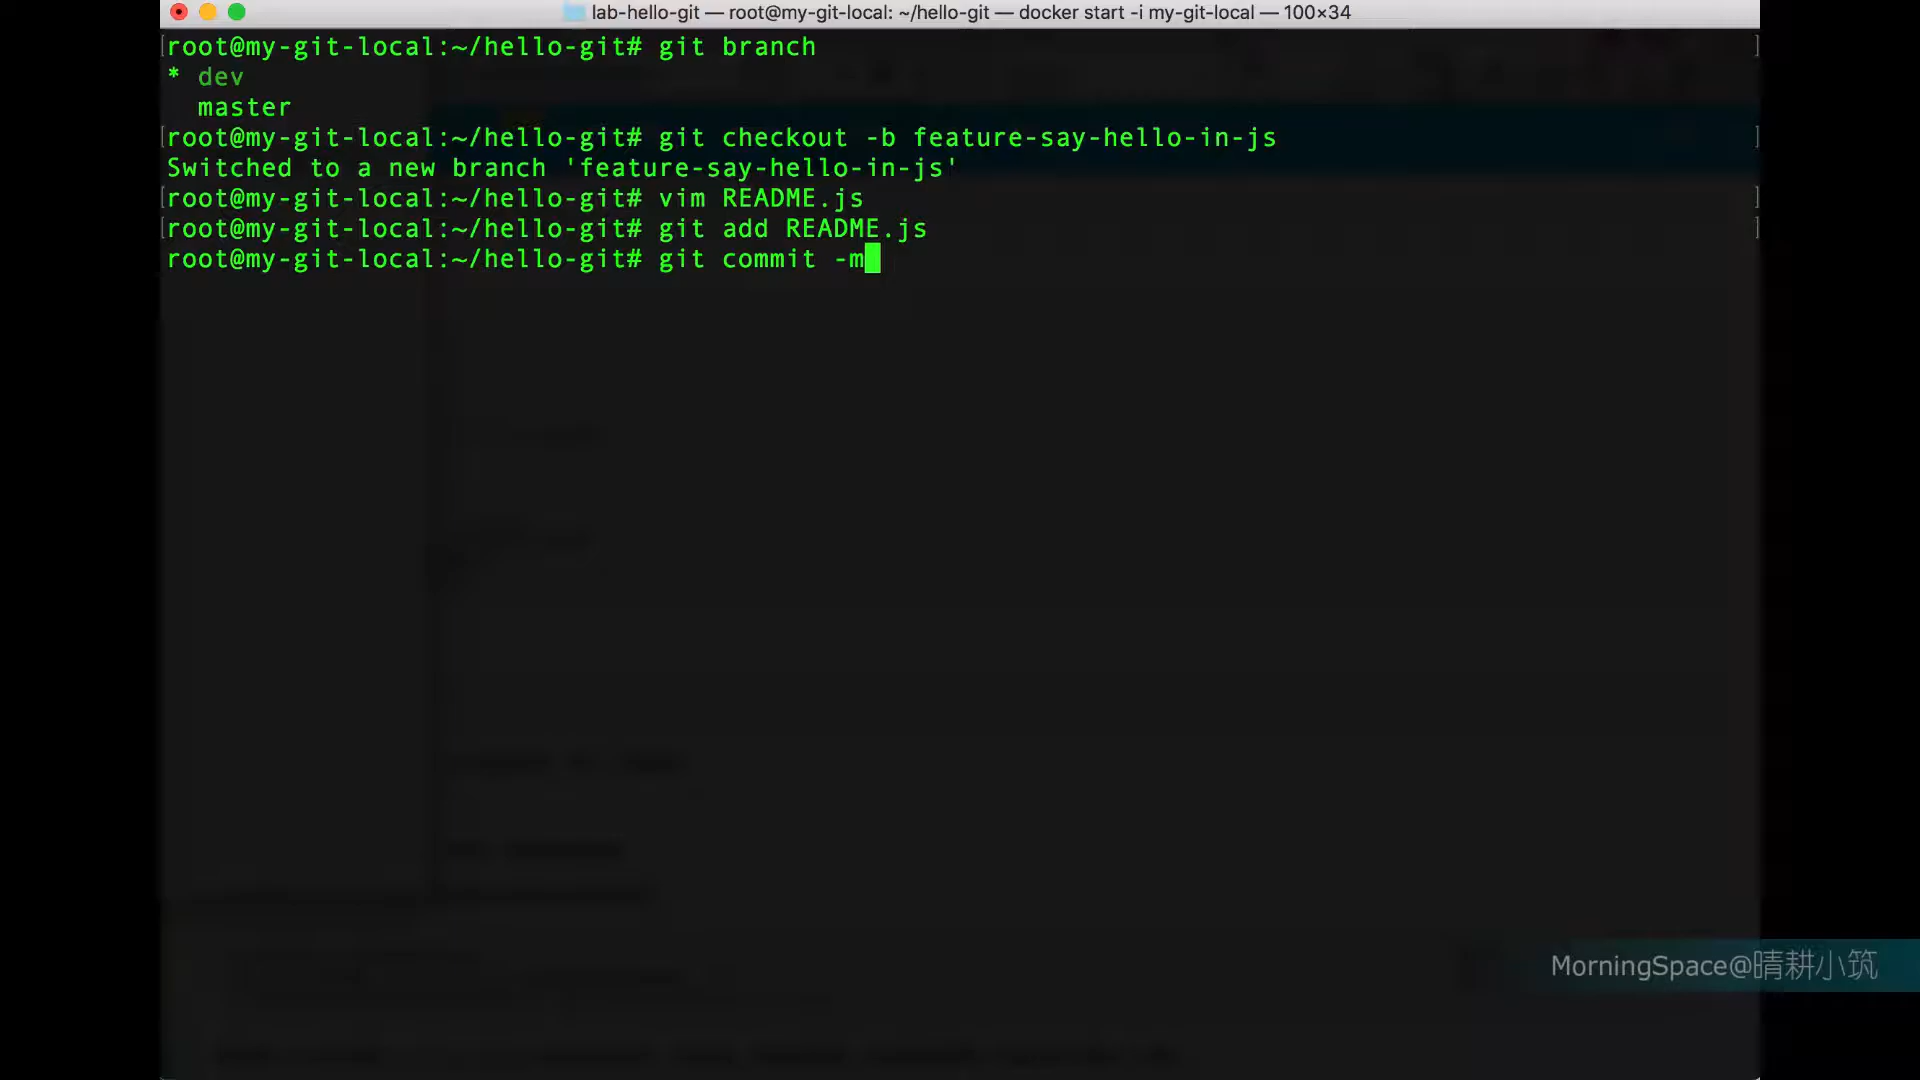 lab-hello-git — root@my-git-local: ~/hello-git — docker start -i my-git-local — 100×34
[root@my-git-local:~/hello-git# git branch ]
* dev
  master
[root@my-git-local:~/hello-git# git checkout -b feature-say-hello-in-js ]
Switched to a new branch 'feature-say-hello-in-js'
[root@my-git-local:~/hello-git# vim README.js ]
[root@my-git-local:~/hello-git# git add README.js ]
root@my-git-local:~/hello-git# git commit -m
MorningSpace@晴耕小筑